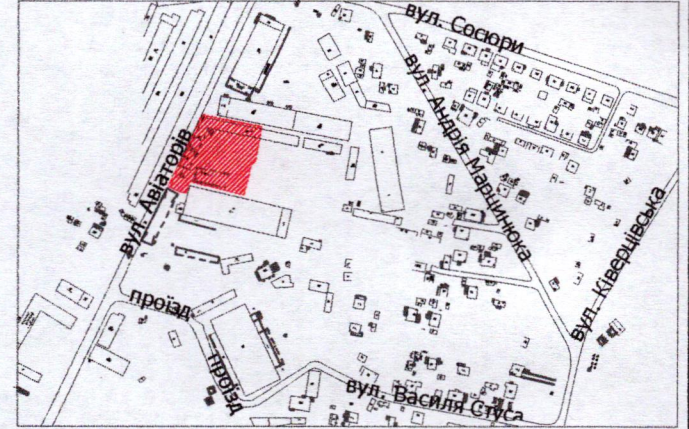 вул. Сосюри
вул. Андрія Марцинюка
вул. Авіаторів
вул. Ківерцівська
проїзд
проїзд
вул. Василя Стуса